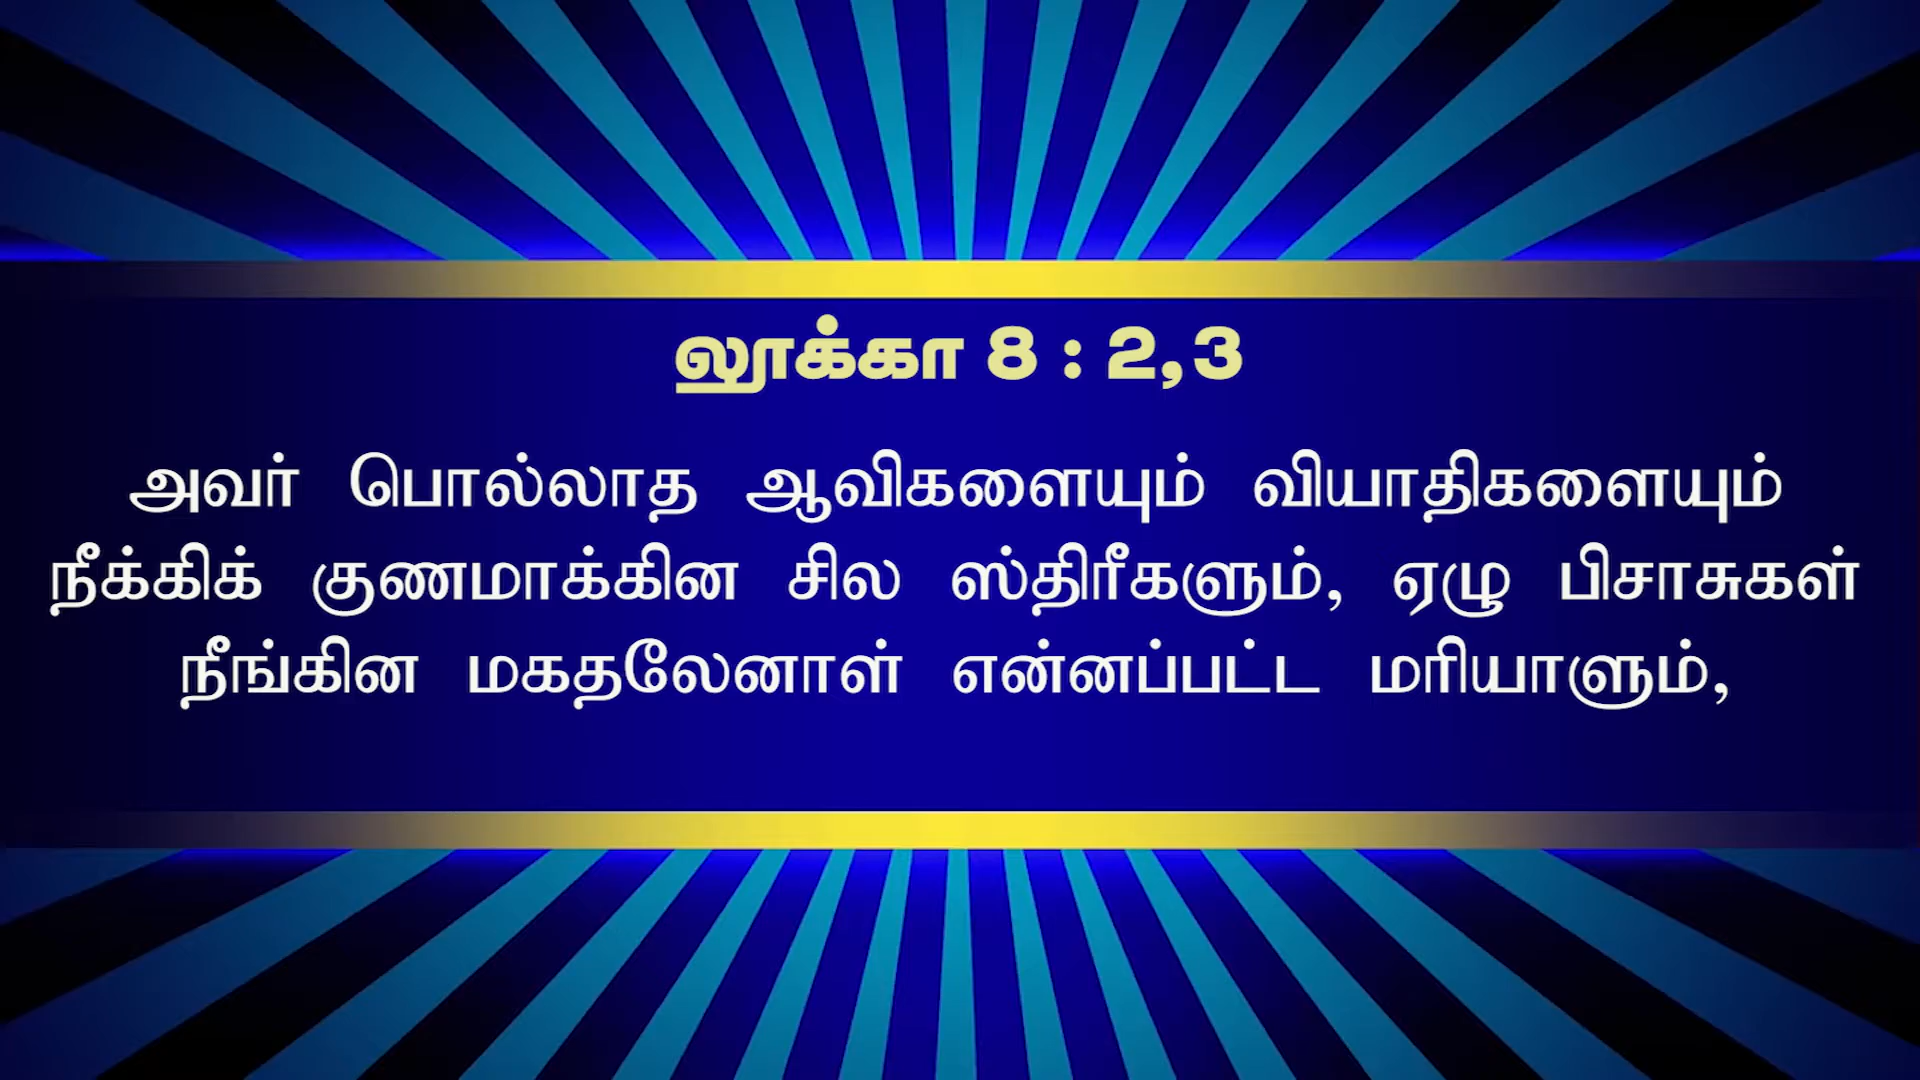 லூக்கா 8 : 2,3
அவர் பொல்லாத ஆவிகளையும் வியாதிகளையும்
நீக்கிக் குணமாக்கின சில ஸ்திரீகளும், ஏழு பிசாசுகள்
நீங்கின மகதலேனாள் என்னப்பட்ட மரியாளும்,